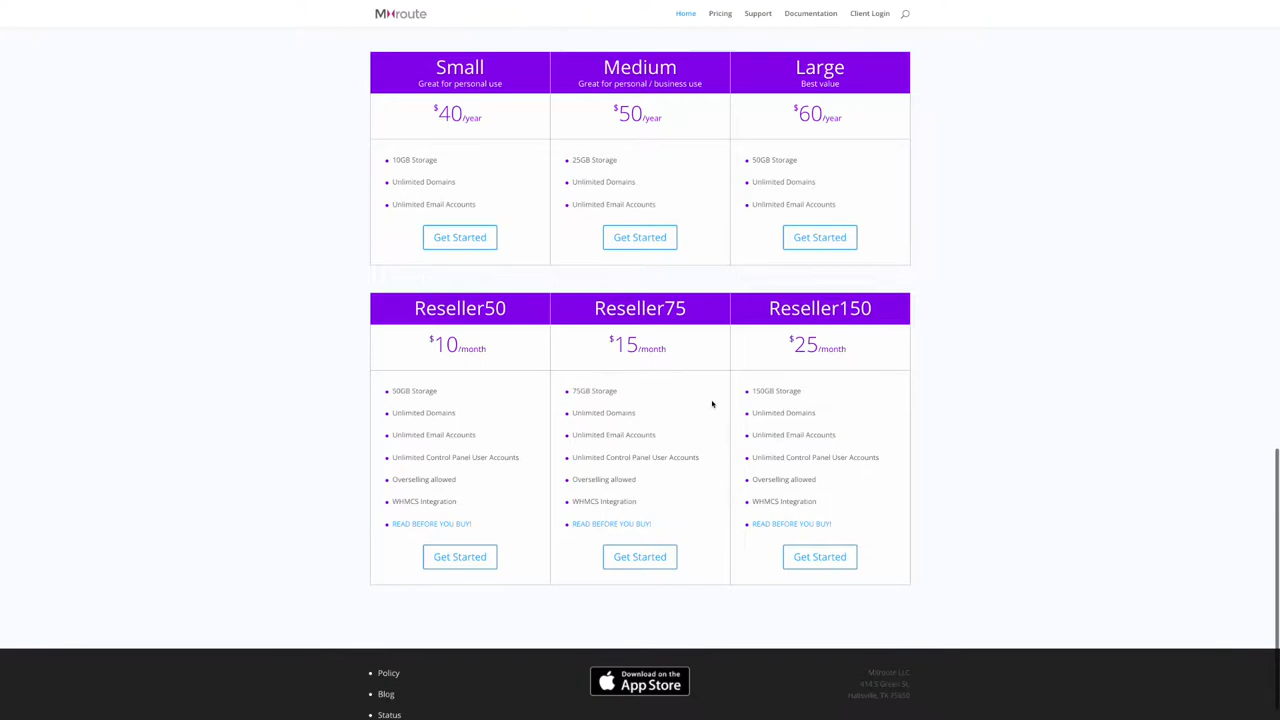 MXroute
Home Pricing Support Documentation Client Login
Small
Great for personal use
$40/year
10GB Storage
Unlimited Domains
Unlimited Email Accounts
Get Started
Medium
Great for personal / business use
$50/year
25GB Storage
Unlimited Domains
Unlimited Email Accounts
Get Started
Large
Best value
$60/year
50GB Storage
Unlimited Domains
Unlimited Email Accounts
Get Started
Reseller50
$10/month
50GB Storage
Unlimited Domains
Unlimited Email Accounts
Unlimited Control Panel User Accounts
Overselling allowed
WHMCS Integration
READ BEFORE YOU BUY!
Get Started
Reseller75
$15/month
75GB Storage
Unlimited Domains
Unlimited Email Accounts
Unlimited Control Panel User Accounts
Overselling allowed
WHMCS Integration
READ BEFORE YOU BUY!
Get Started
Reseller150
$25/month
150GB Storage
Unlimited Domains
Unlimited Email Accounts
Unlimited Control Panel User Accounts
Overselling allowed
WHMCS Integration
READ BEFORE YOU BUY!
Get Started
Policy
Blog
Status
Download on the
App Store
MXroute LLC
St,
TX 75650